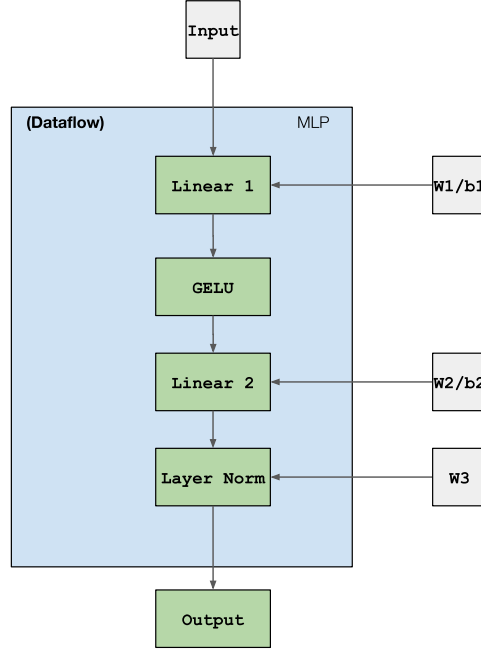 Input
(Dataflow) MLP
Linear 1
W1/b1
GELU
Linear 2
W2/b2
Layer Norm
W3
Output